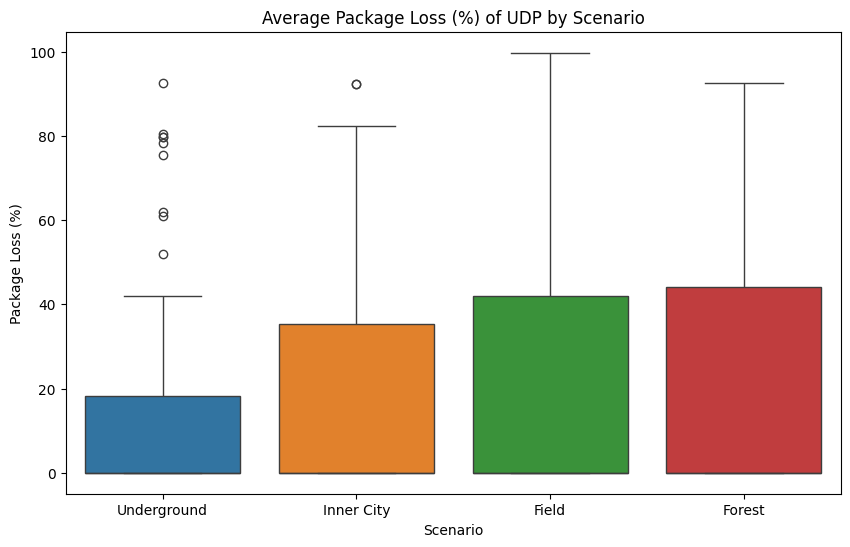 Average Package Loss (%) of UDP by Scenario
Package Loss (%)
100
80
60
40
20
0
Underground
Inner City
Field
Forest
Scenario